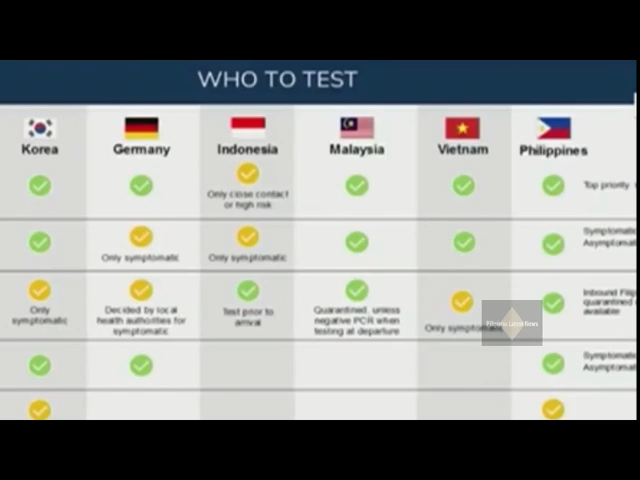 WHO TO TEST
Korea Germany Indonesia Malaysia Vietnam Philippines
Only close contact
or high risk
Top priority
Only symptomatic
Only symptomatic
Symptomatic
Asymptomatic
Only
symptomatic
Decided by local
health authorities for
symptomatic
Test prior to
arrival
Quarantined, unless
negative PCR when
testing at departure
Only symptomatic
Inbound
quarantined
available
Symptomatic
Asymptomatic